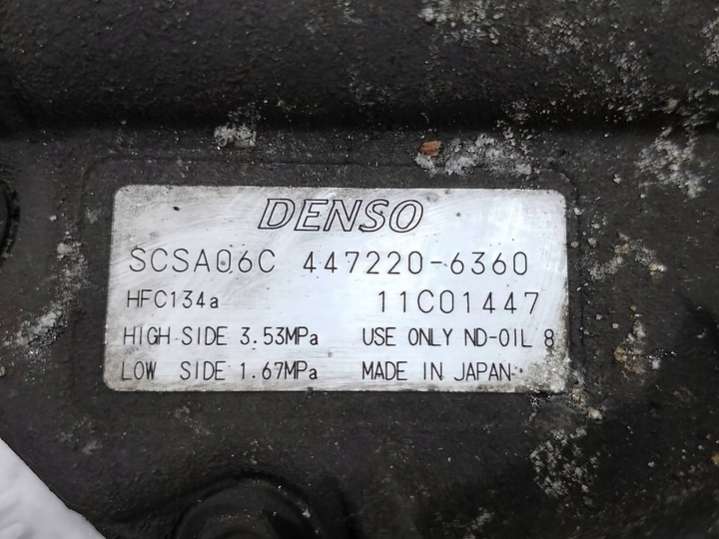 DENSO
SCSA06C 447220-6360
HFC134a 11C01447
HIGH SIDE 3.53MPa USE ONLY ND-OIL 8
LOW SIDE 1.67MPa MADE IN JAPAN